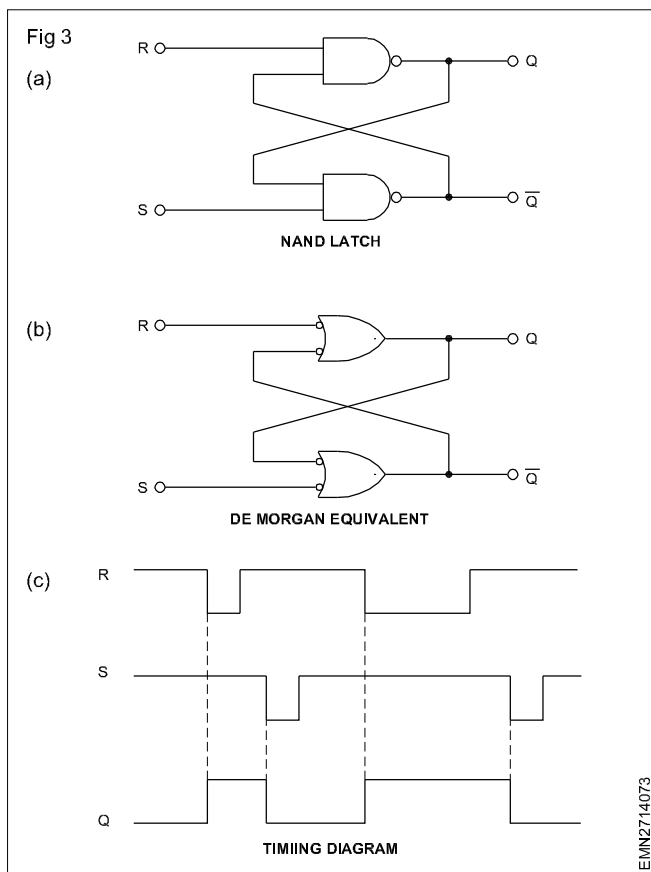 Fig 3
(a)
R
Q
S
Q̅
NAND LATCH
(b)
R
Q
S
Q̅
DE MORGAN EQUIVALENT
(c)
R
S
Q
TIMIING DIAGRAM
EMN2714073